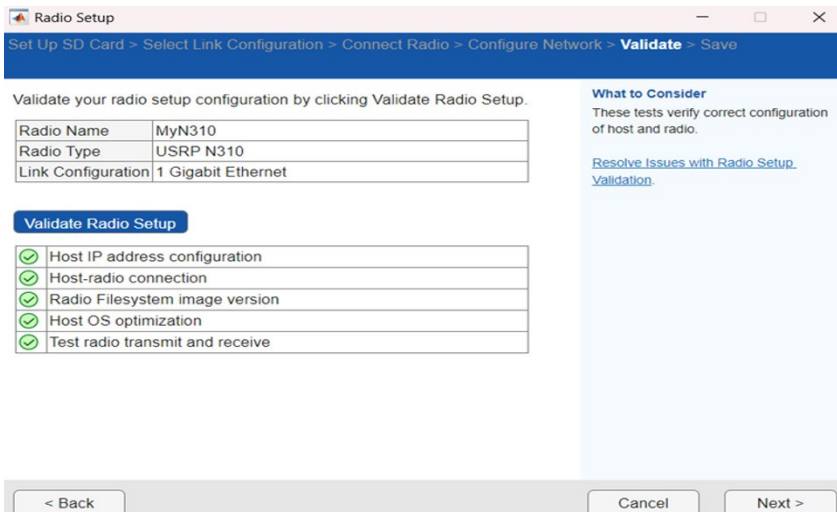 Radio Setup
Set Up SD Card > Select Link Configuration > Connect Radio > Configure Network > Validate > Save
Validate your radio setup configuration by clicking Validate Radio Setup.
Radio Name MyN310
Radio Type USRP N310
Link Configuration 1 Gigabit Ethernet
Validate Radio Setup
Host IP address configuration
Host-radio connection
Radio Filesystem image version
Host OS optimization
Test radio transmit and receive
What to Consider
These tests verify correct configuration
of host and radio.
Resolve Issues with Radio Setup
Validation.
< Back
Cancel
Next >